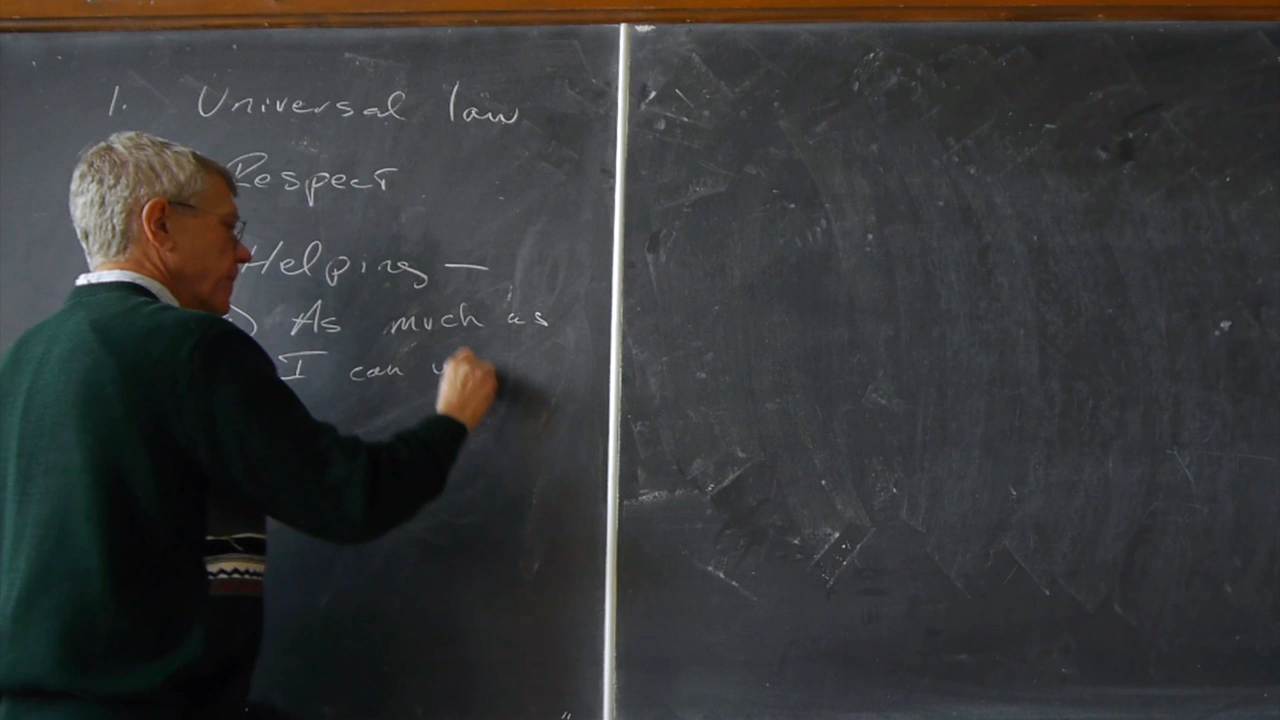 1. Universal law
Respect
Helping —
) As much as
I can